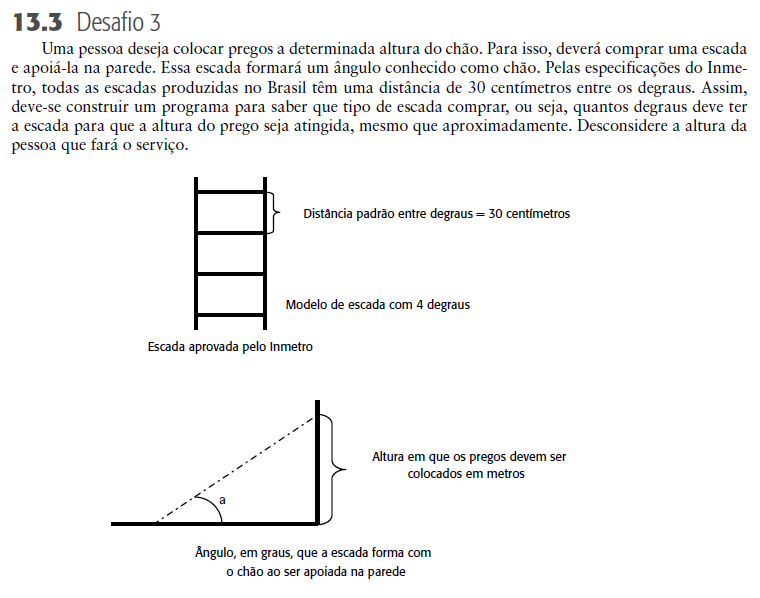 13.3 Desafio 3
Uma pessoa deseja colocar pregos a determinada altura do chão. Para isso, deverá comprar uma escada
e apoiá-la na parede. Essa escada formará um ângulo conhecido como chão. Pelas especificações do Inme-
tro, todas as escadas produzidas no Brasil têm uma distância de 30 centímetros entre os degraus. Assim,
deve-se construir um programa para saber que tipo de escada comprar, ou seja, quantos degraus deve ter
a escada para que a altura do prego seja atingida, mesmo que aproximadamente. Desconsidere a altura da
pessoa que fará o serviço.
Distância padrão entre degraus = 30 centímetros
Modelo de escada com 4 degraus
Escada aprovada pelo Inmetro
Altura em que os pregos devem ser
colocados em metros
a
Ângulo, em graus, que a escada forma com
o chão ao ser apoiada na parede